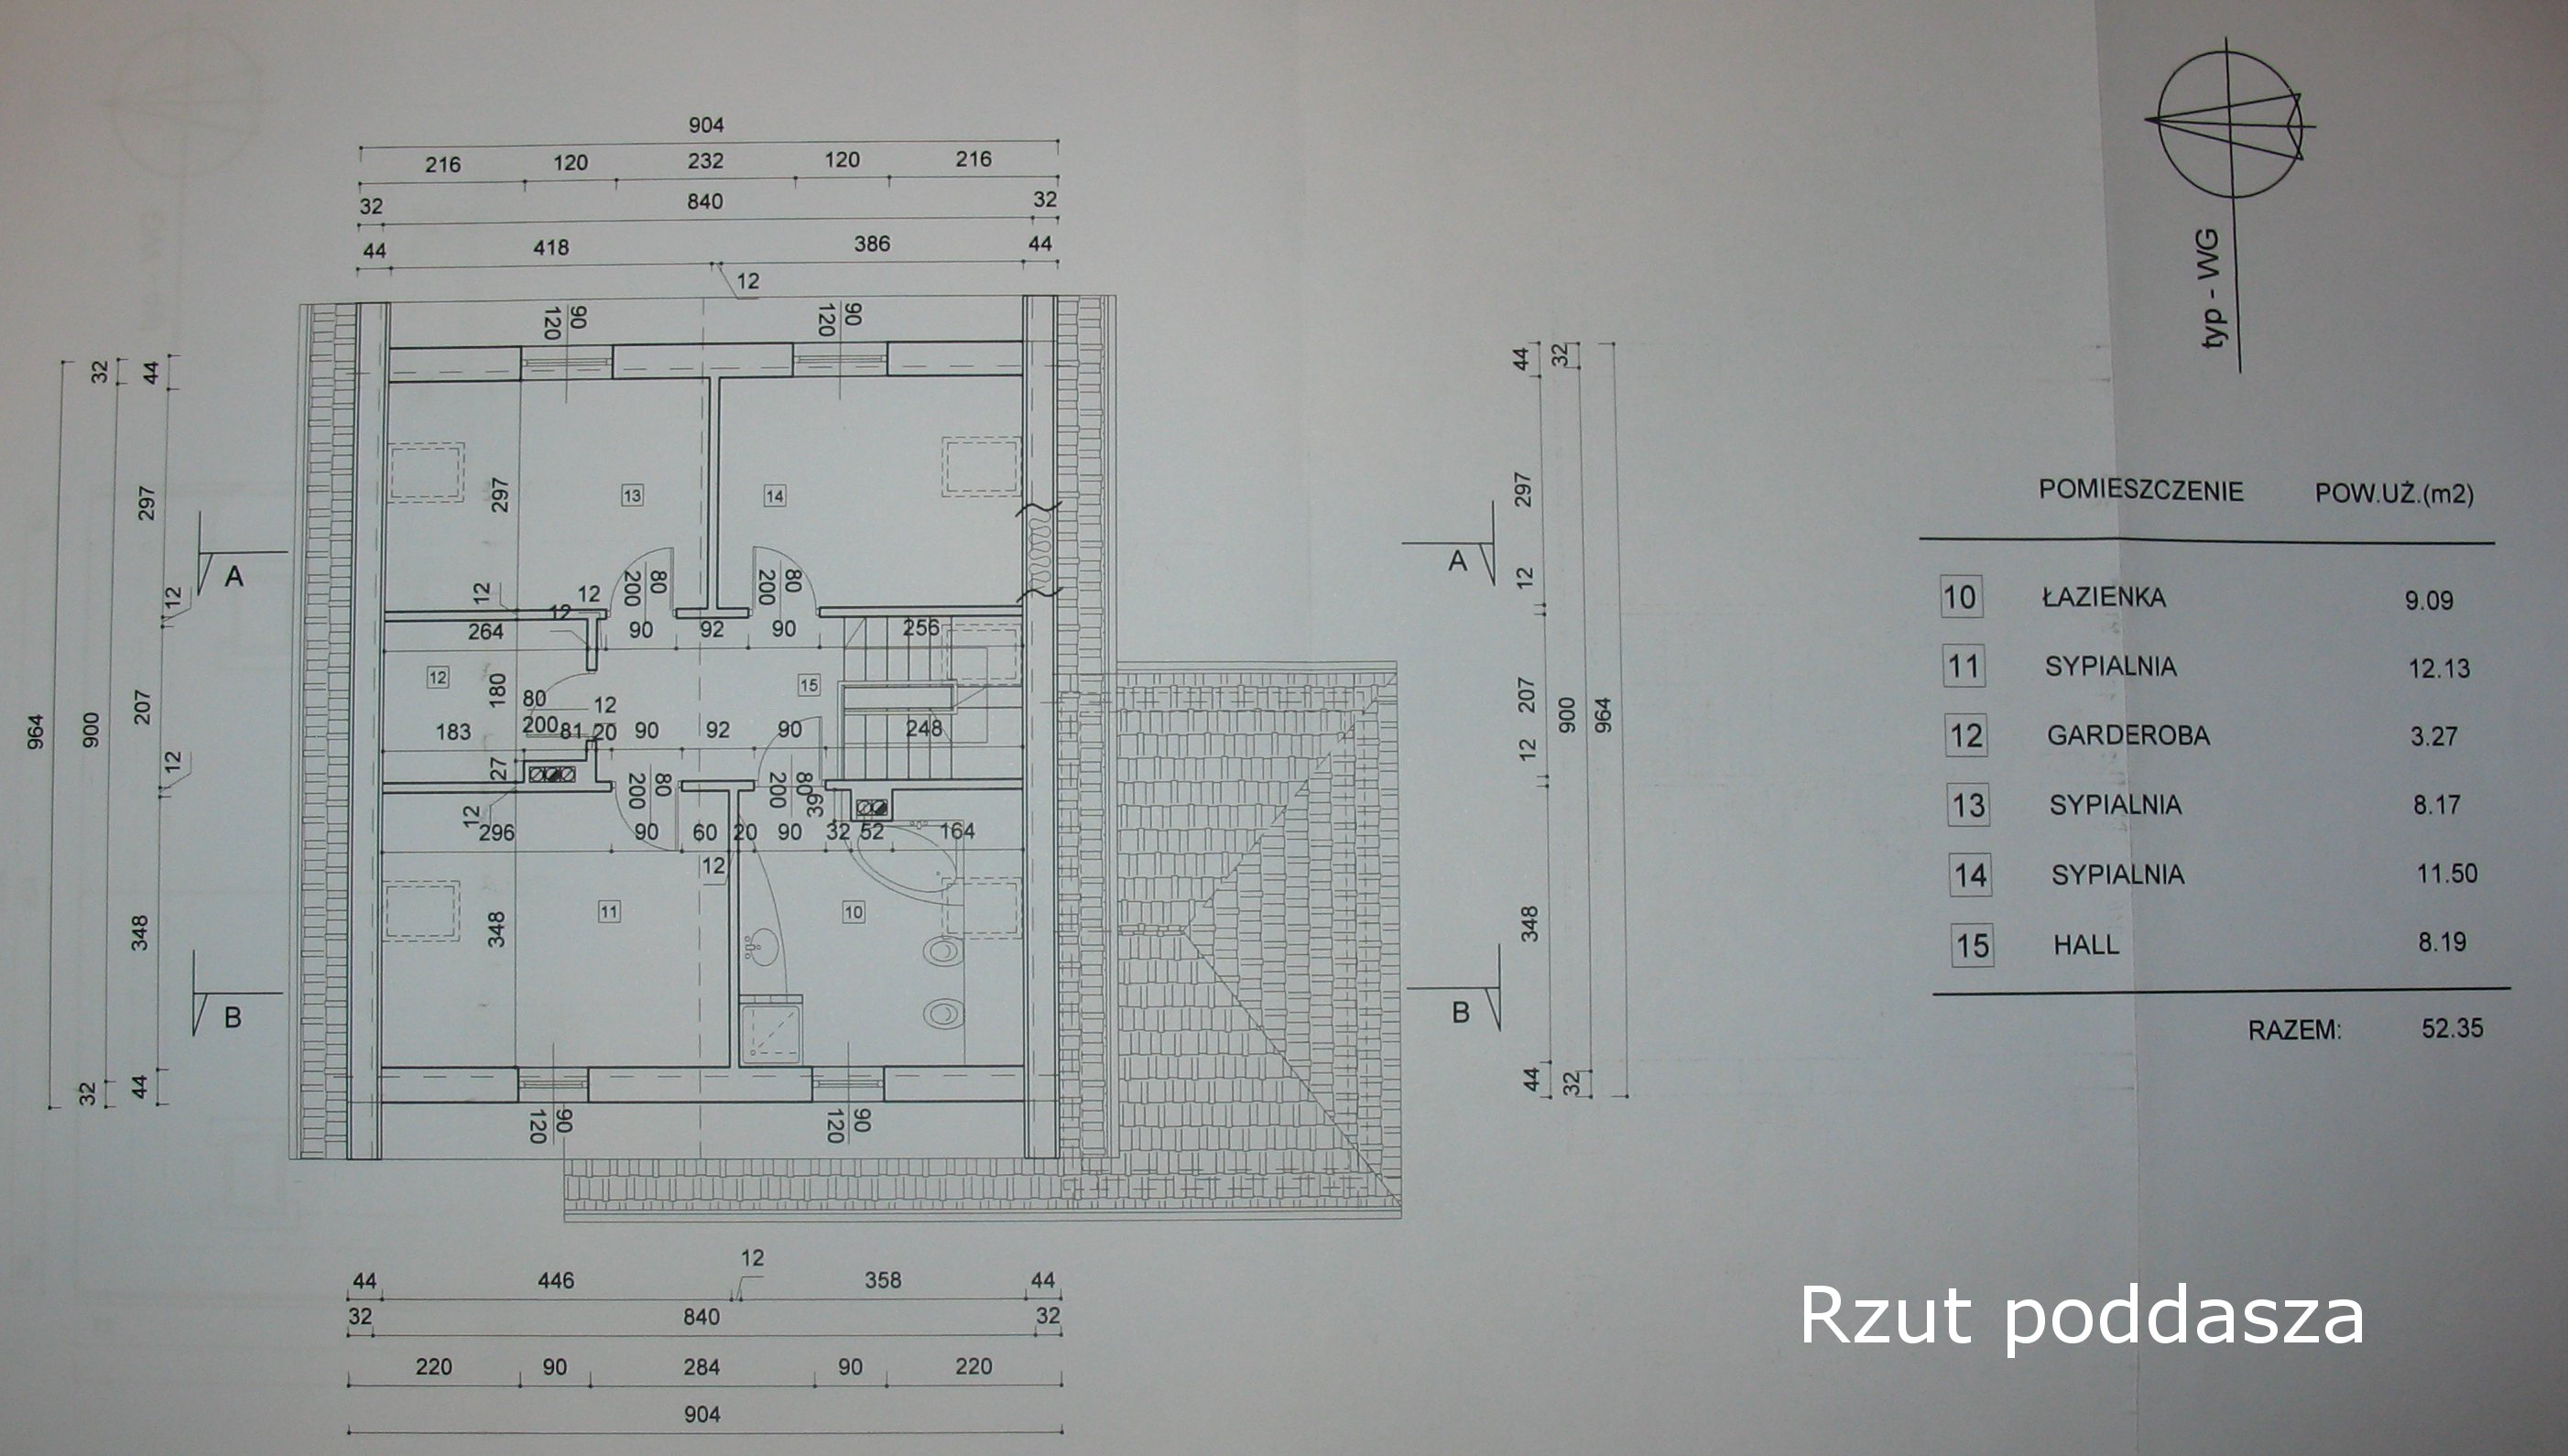 904
216 120 232 120 216
32 840 32
44 418 386 44
12
120 90 120 90
32 44
44 32
297 297 297
13 14
A A
12 12 12 12
12
200 80 200 80
264 90 92 90 256
12 15
964 900 207 180 207 900 964
80
200 12
183 81 20 90 92 90 248
12 27 12
200 80 200 80 39
12
296 90 60 20 90 32 52 164
12
348 348 348
11 10
B B
32 44 44 32
120 90 120 90
12
44 446 358 44
32 840 32
220 90 284 90 220
904
typ - WG
POMIESZCZENIE POW.UŻ.(m2)
10 ŁAZIENKA 9.09
11 SYPIALNIA 12.13
12 GARDEROBA 3.27
13 SYPIALNIA 8.17
14 SYPIALNIA 11.50
15 HALL 8.19
RAZEM: 52.35
Rzut poddasza